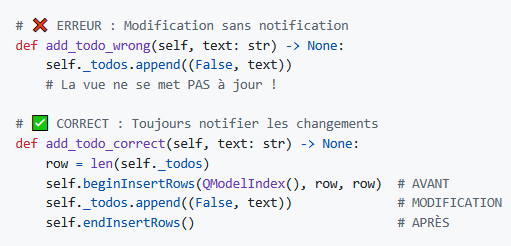 # ❌ ERREUR : Modification sans notification
def add_todo_wrong(self, text: str) -> None:
    self._todos.append((False, text))
    # La vue ne se met PAS à jour !

# ✅ CORRECT : Toujours notifier les changements
def add_todo_correct(self, text: str) -> None:
    row = len(self._todos)
    self.beginInsertRows(QModelIndex(), row, row)  # AVANT
    self._todos.append((False, text))              # MODIFICATION
    self.endInsertRows()                           # APRÈS